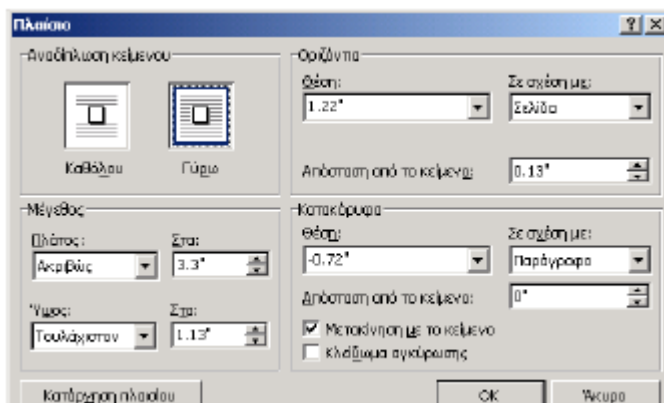 Πλαίσιο
Αναδίπλωση κείμενου
Καθόλου
Γύρω
Οριζόντια
Θέση:
Σε σχέση με:
1.22"
Σελίδα
Απόσταση από το κείμενο:
0.13"
Μέγεθος
Πλάτος:
Στα:
Ακριβώς
3.3"
Ύψος:
Στα:
Τουλάχιστον
1.13"
Κατακόρυφα
Θέση:
Σε σχέση με:
-0.72"
Παράγραφο
Απόσταση από το κείμενο:
0"
Μετακίνηση με το κείμενο
Κλείδωμα αγκύρωσης
Κατάργηση πλαισίου
OK
Άκυρο